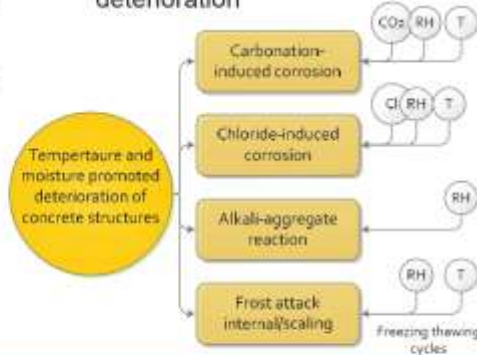 deterioration
CO₂ RH T
Carbonation-
induced corrosion
Cl RH T
Chloride-induced
corrosion
Tempertaure and
moisture promoted
deterioration of
concrete structures
RH
Alkali-aggregate
reaction
RH T
Frost attack
internal/scaling
Freezing thawing
cycles